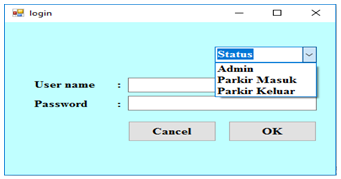 login
Status
Admin
Parkir Masuk
Parkir Keluar
User name :
Password :
Cancel OK